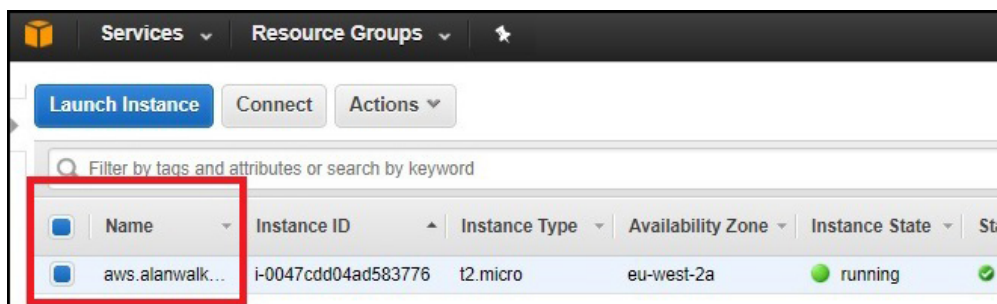 Services Resource Groups
Launch Instance Connect Actions
Filter by tags and attributes or search by keyword
Name Instance ID Instance Type Availability Zone Instance State Sta
aws.alanwalk... i-0047cdd04ad583776 t2.micro eu-west-2a running